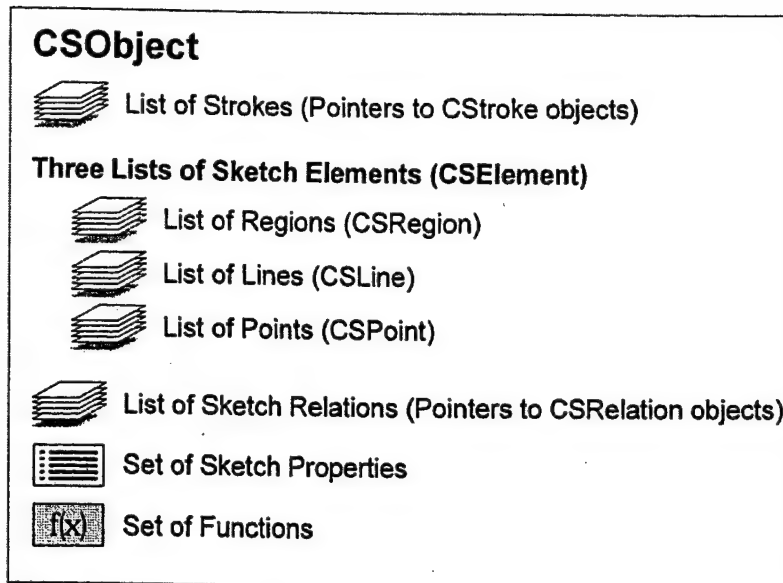 CSObject
List of Strokes (Pointers to CStroke objects)
Three Lists of Sketch Elements (CSElement)
List of Regions (CSRegion)
List of Lines (CSLine)
List of Points (CSPoint)
List of Sketch Relations (Pointers to CSRelation objects)
Set of Sketch Properties
f(x) Set of Functions